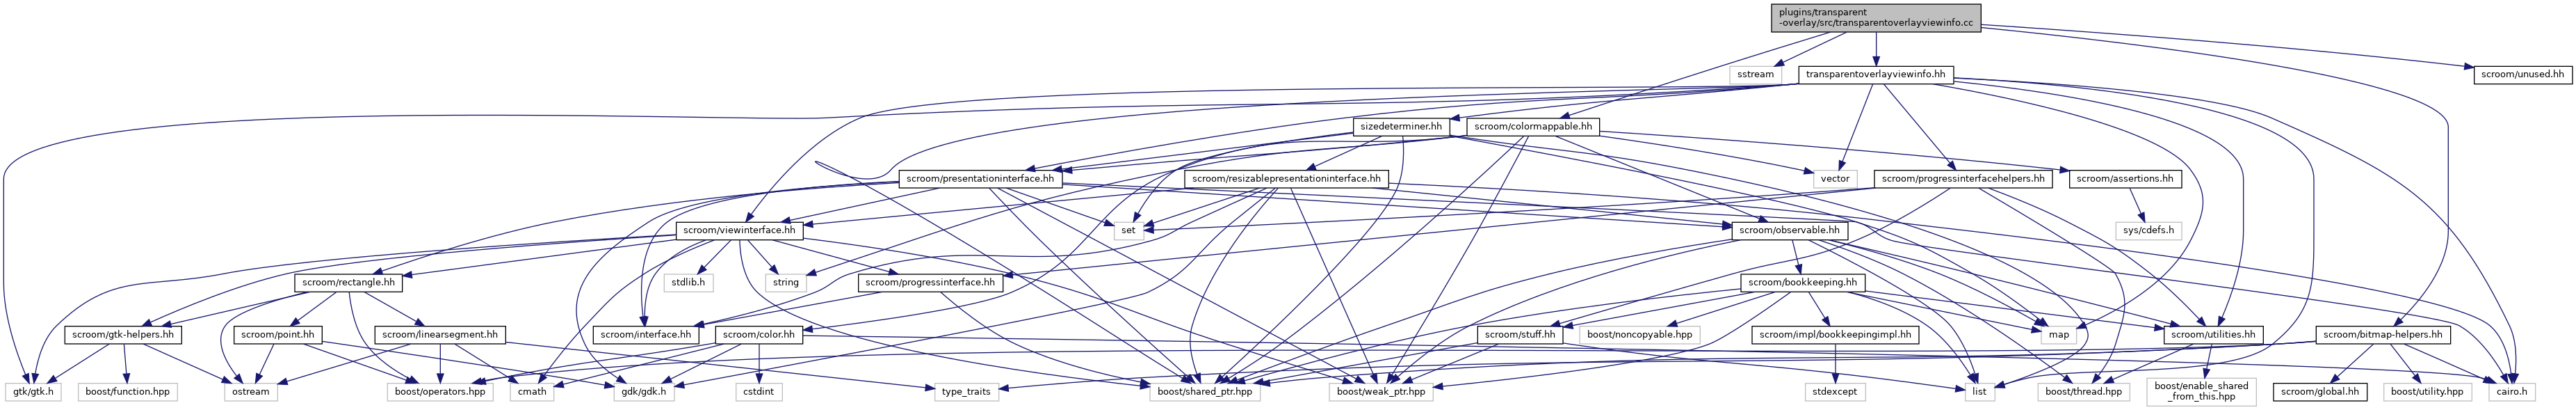 plugins/transparent
-overlay/src/transparentoverlayviewinfo.cc
sstream
transparentoverlayviewinfo.hh
scroom/unused.hh
sizedeterminer.hh
scroom/colormappable.hh
scroom/presentationinterface.hh
scroom/resizablepresentationinterface.hh
vector
scroom/progressinterfacehelpers.hh
scroom/assertions.hh
scroom/viewinterface.hh
set
scroom/observable.hh
sys/cdefs.h
scroom/rectangle.hh
stdlib.h
string
scroom/progressinterface.hh
scroom/bookkeeping.hh
scroom/gtk-helpers.hh
scroom/point.hh
scroom/linearsegment.hh
scroom/interface.hh
scroom/color.hh
scroom/stuff.hh
boost/noncopyable.hpp
scroom/impl/bookkeepingimpl.hh
map
scroom/utilities.hh
scroom/bitmap-helpers.hh
gtk/gtk.h
boost/function.hpp
ostream
boost/operators.hpp
cmath
gdk/gdk.h
cstdint
type_traits
boost/shared_ptr.hpp
boost/weak_ptr.hpp
stdexcept
list
boost/thread.hpp
boost/enable_shared
_from_this.hpp
scroom/global.hh
boost/utility.hpp
cairo.h